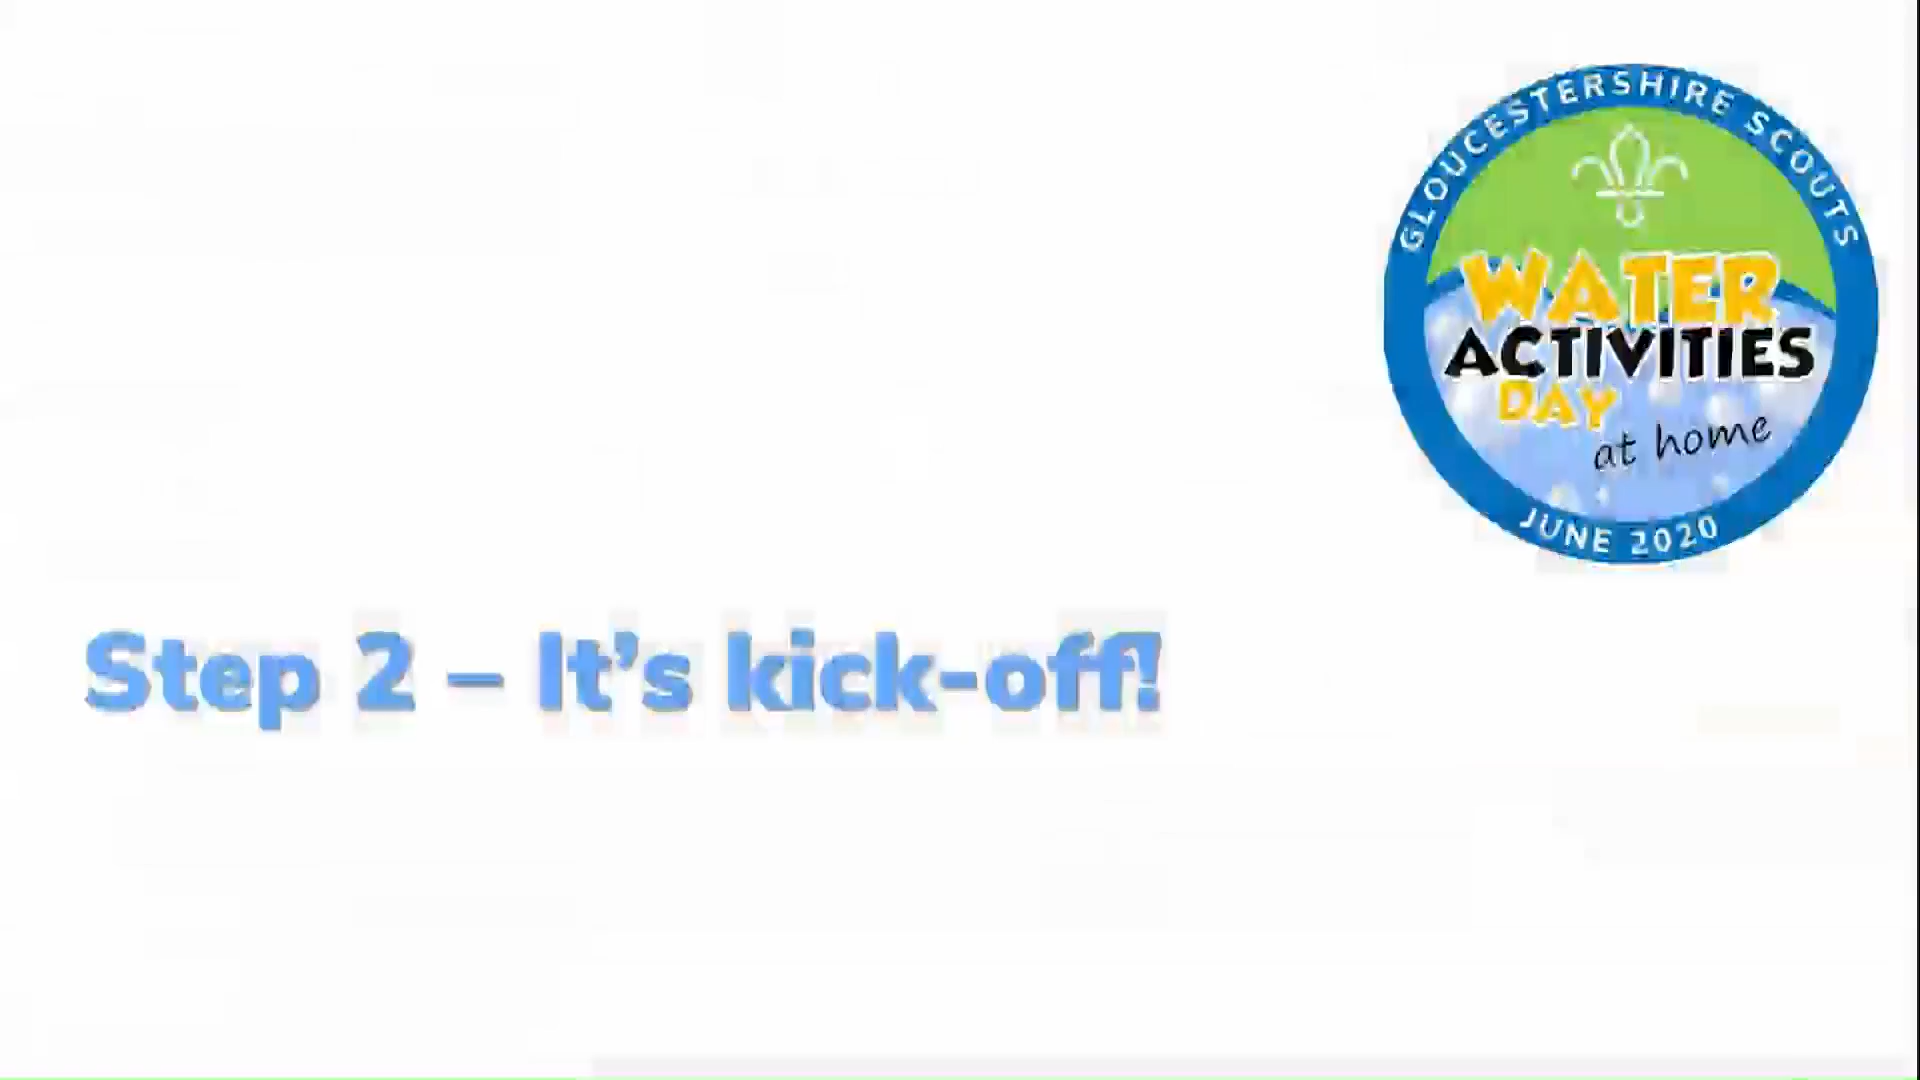 GLOUCESTERSHIRE SCOUTS
WATER
ACTIVITIES
DAY
at home
JUNE 2020
Step 2 – It’s kick-off!